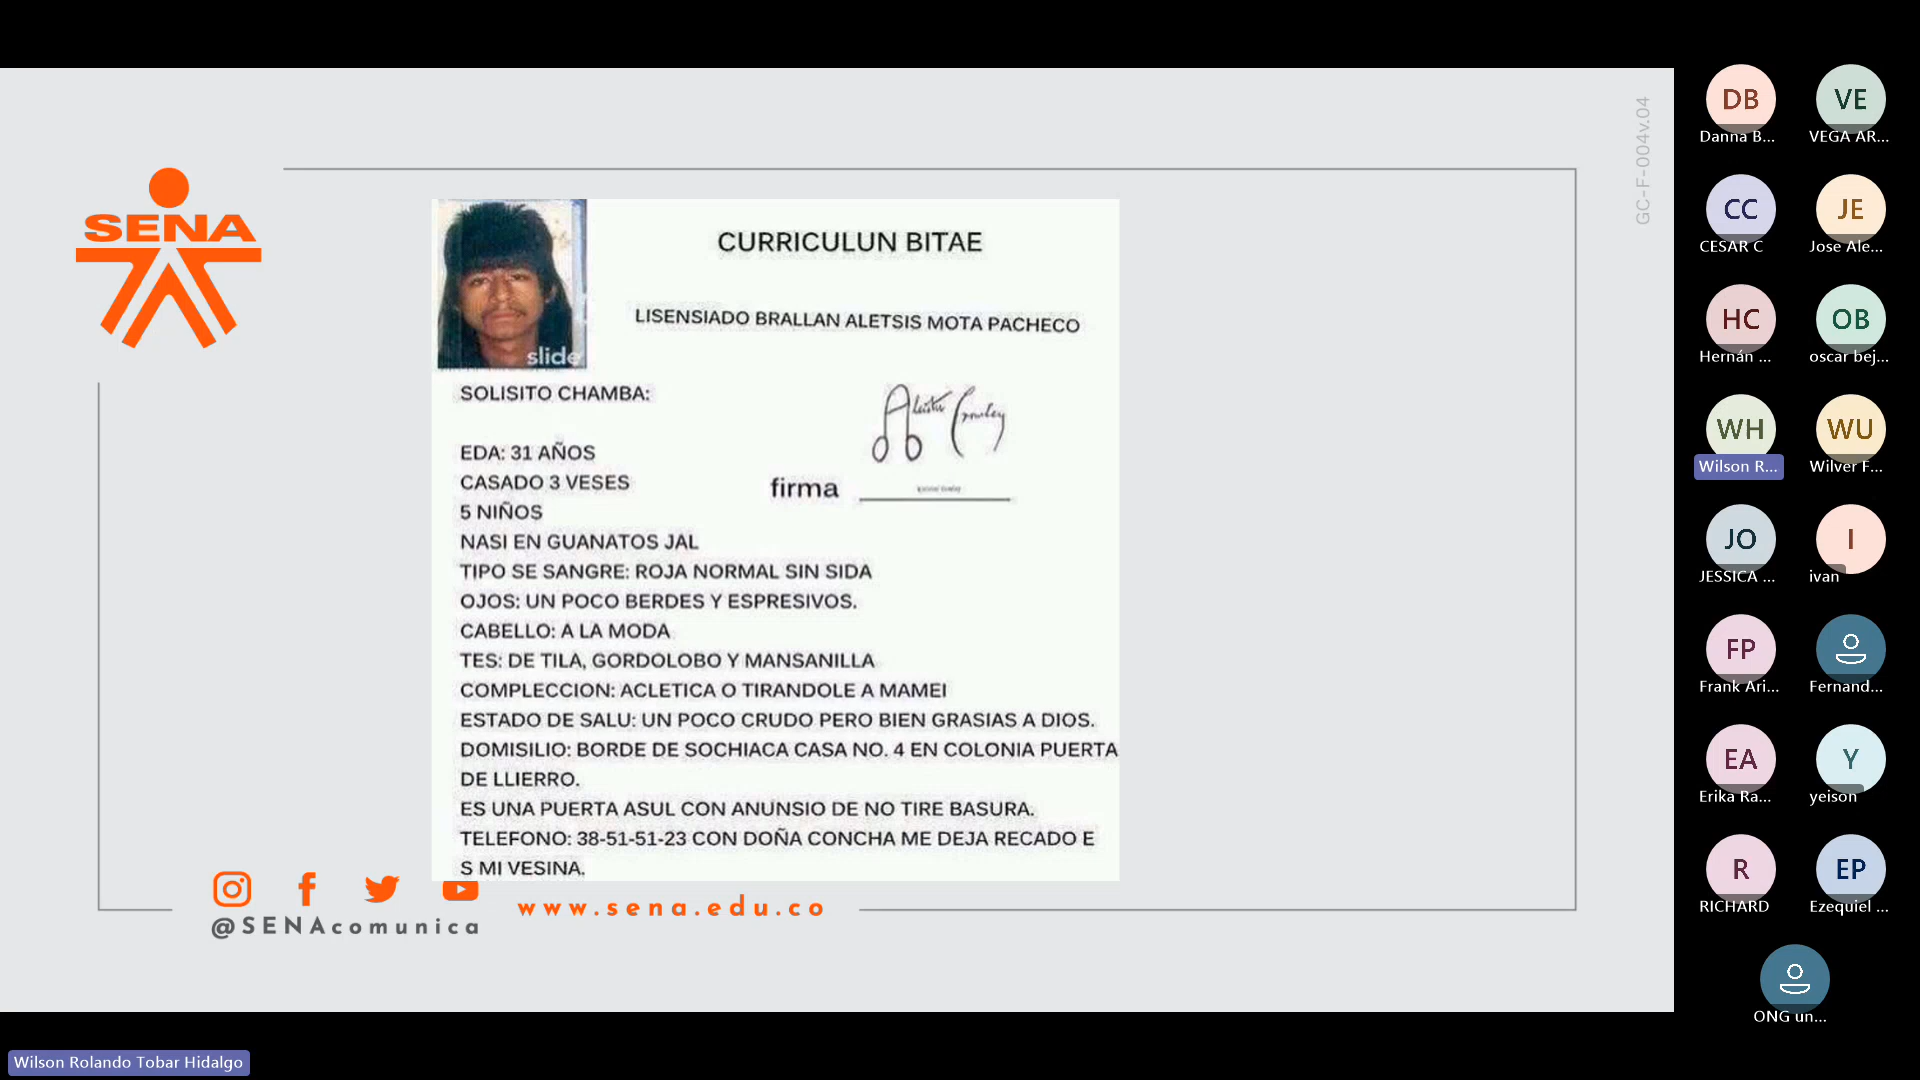 SENA
GC-F-004v.04
CURRICULUN BITAE
LISENSIADO BRALLAN ALETSIS MOTA PACHECO
slide
SOLISITO CHAMBA:
Aleister Crowley
EDA: 31 AÑOS
CASADO 3 VESES
firma
5 NIÑOS
NASI EN GUANATOS JAL
TIPO SE SANGRE: ROJA NORMAL SIN SIDA
OJOS: UN POCO BERDES Y ESPRESIVOS.
CABELLO: A LA MODA
TES: DE TILA, GORDOLOBO Y MANSANILLA
COMPLECCION: ACLETICA O TIRANDOLE A MAMEI
ESTADO DE SALU: UN POCO CRUDO PERO BIEN GRASIAS A DIOS.
DOMISILIO: BORDE DE SOCHIACA CASA NO. 4 EN COLONIA PUERTA
DE LLIERRO.
ES UNA PUERTA ASUL CON ANUNSIO DE NO TIRE BASURA.
TELEFONO: 38-51-51-23 CON DOÑA CONCHA ME DEJA RECADO E
S MI VESINA.
@SENAcomunica
www.sena.edu.co
DB VE
Danna B... VEGA AR...
CC JE
CESAR C Jose Ale...
HC OB
Hernán ... oscar bej...
WH WU
Wilson R... Wilver F...
JO I
JESSICA ... ivan
FP
Frank Ari... Fernand...
EA Y
Erika Ra... yeison
R EP
RICHARD Ezequiel ...
ONG un...
Wilson Rolando Tobar Hidalgo